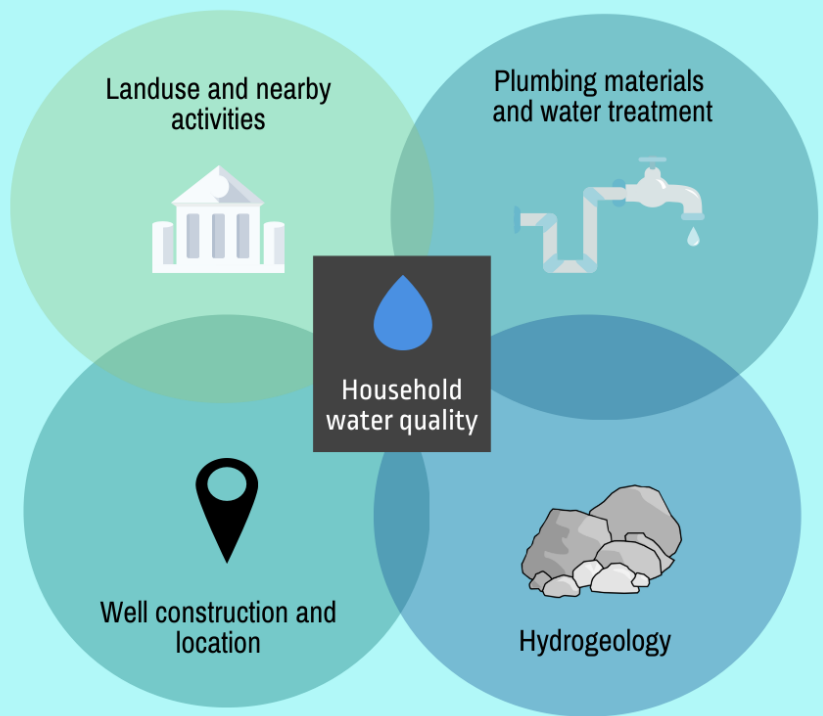 Landuse and nearby
activities
Plumbing materials
and water treatment
Household
water quality
Well construction and
location
Hydrogeology